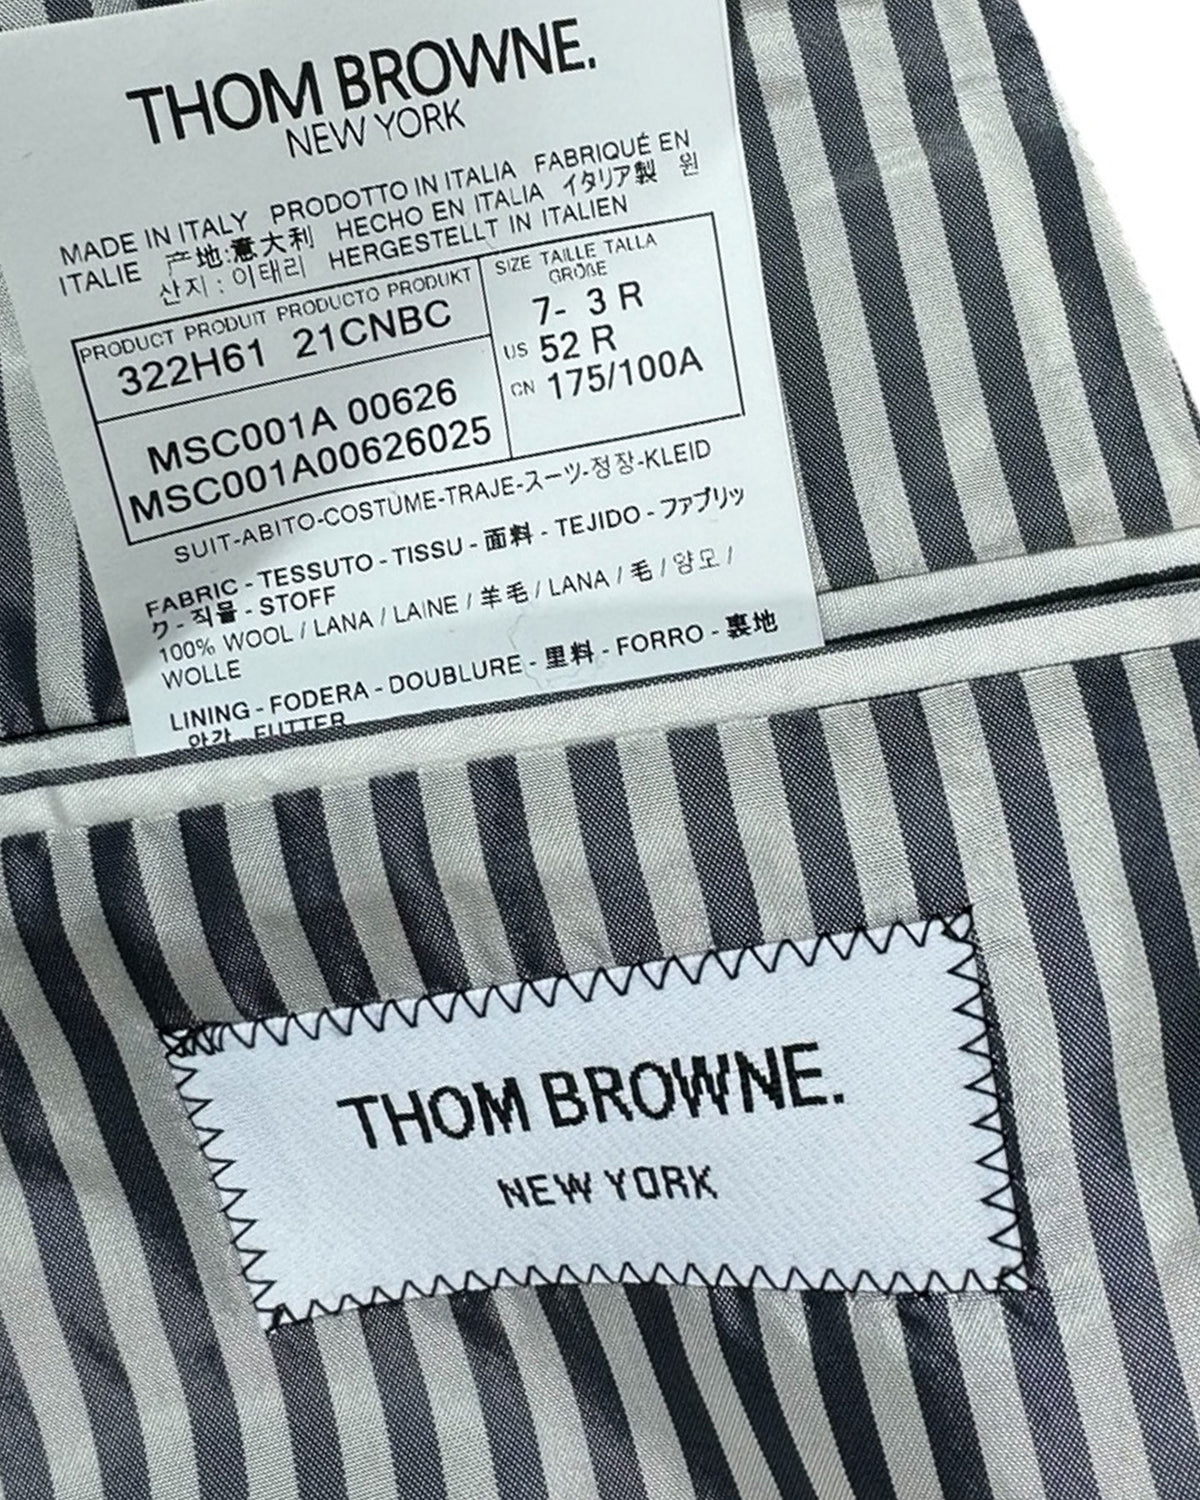 THOM BROWNE.
NEW YORK
MADE IN ITALY PRODOTTO IN ITALIA FABRIQUÉ EN
ITALIE 产地:意大利 HECHO EN ITALIA イタリア製 원
산지 : 이태리 HERGESTELLT IN ITALIEN
PRODUCT PRODUIT PRODUCTO PRODUKT
322H61 21CNBC
MSC001A 00626
MSC001A00626025
SIZE TAILLE TALLA
GRÖßE
7- 3 R
US 52 R
CN 175/100A
SUIT-ABITO-COSTUME-TRAJE-スーツ-정장-KLEID
FABRIC - TESSUTO - TISSU - 面料 - TEJIDO - ファブリッ
ク - 직물 - STOFF
100% WOOL / LANA / LAINE / 羊毛 / LANA / 毛 / 양모 /
WOLLE
LINING - FODERA - DOUBLURE - 里料 - FORRO - 裏地
- 안감 - FUTTER
THOM BROWNE.
NEW YORK